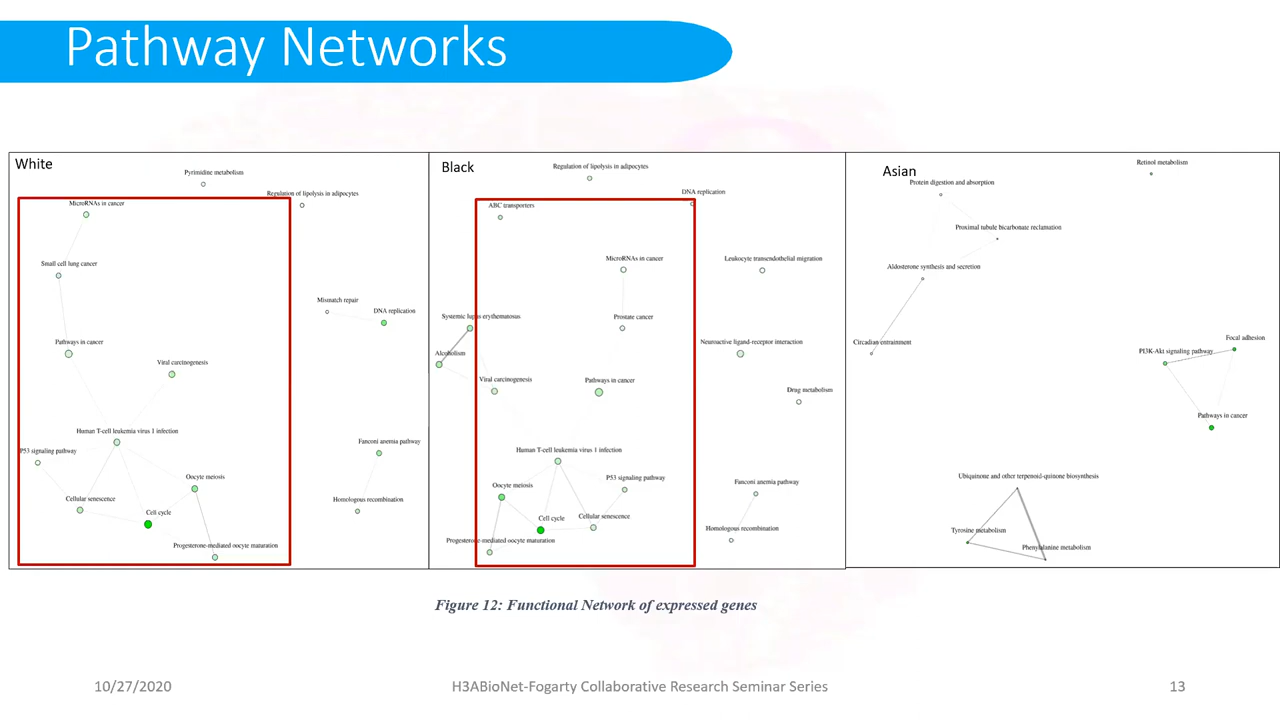 Pathway Networks
White
Pyrimidine metabolism
Regulation of lipolysis in adipocytes
MicroRNAs in cancer
Small cell lung cancer
Mismatch repair
DNA replication
Pathways in cancer
Viral carcinogenesis
Human T-cell leukemia virus 1 infection
Fanconi anemia pathway
P53 signaling pathway
Oocyte meiosis
Cellular senescence
Homologous recombination
Cell cycle
Progesterone-mediated oocyte maturation
Black
Regulation of lipolysis in adipocytes
DNA replication
ABC transporters
MicroRNAs in cancer
Leukocyte transendothelial migration
Systemic lupus erythematosus
Prostate cancer
Neuroactive ligand-receptor interaction
Alcoholism
Viral carcinogenesis
Pathways in cancer
Drug metabolism
Human T-cell leukemia virus 1 infection
P53 signaling pathway
Fanconi anemia pathway
Oocyte meiosis
Cell cycle
Cellular senescence
Homologous recombination
Progesterone-mediated oocyte maturation
Asian
Retinol metabolism
Protein digestion and absorption
Proximal tubule bicarbonate reclamation
Aldosterone synthesis and secretion
Circadian entrainment
Focal adhesion
PI3K-Akt signaling pathway
Pathways in cancer
Ubiquinone and other terpenoid-quinone biosynthesis
Tyrosine metabolism
Phenylalanine metabolism
Figure 12: Functional Network of expressed genes
10/27/2020
H3ABioNet-Fogarty Collaborative Research Seminar Series
13